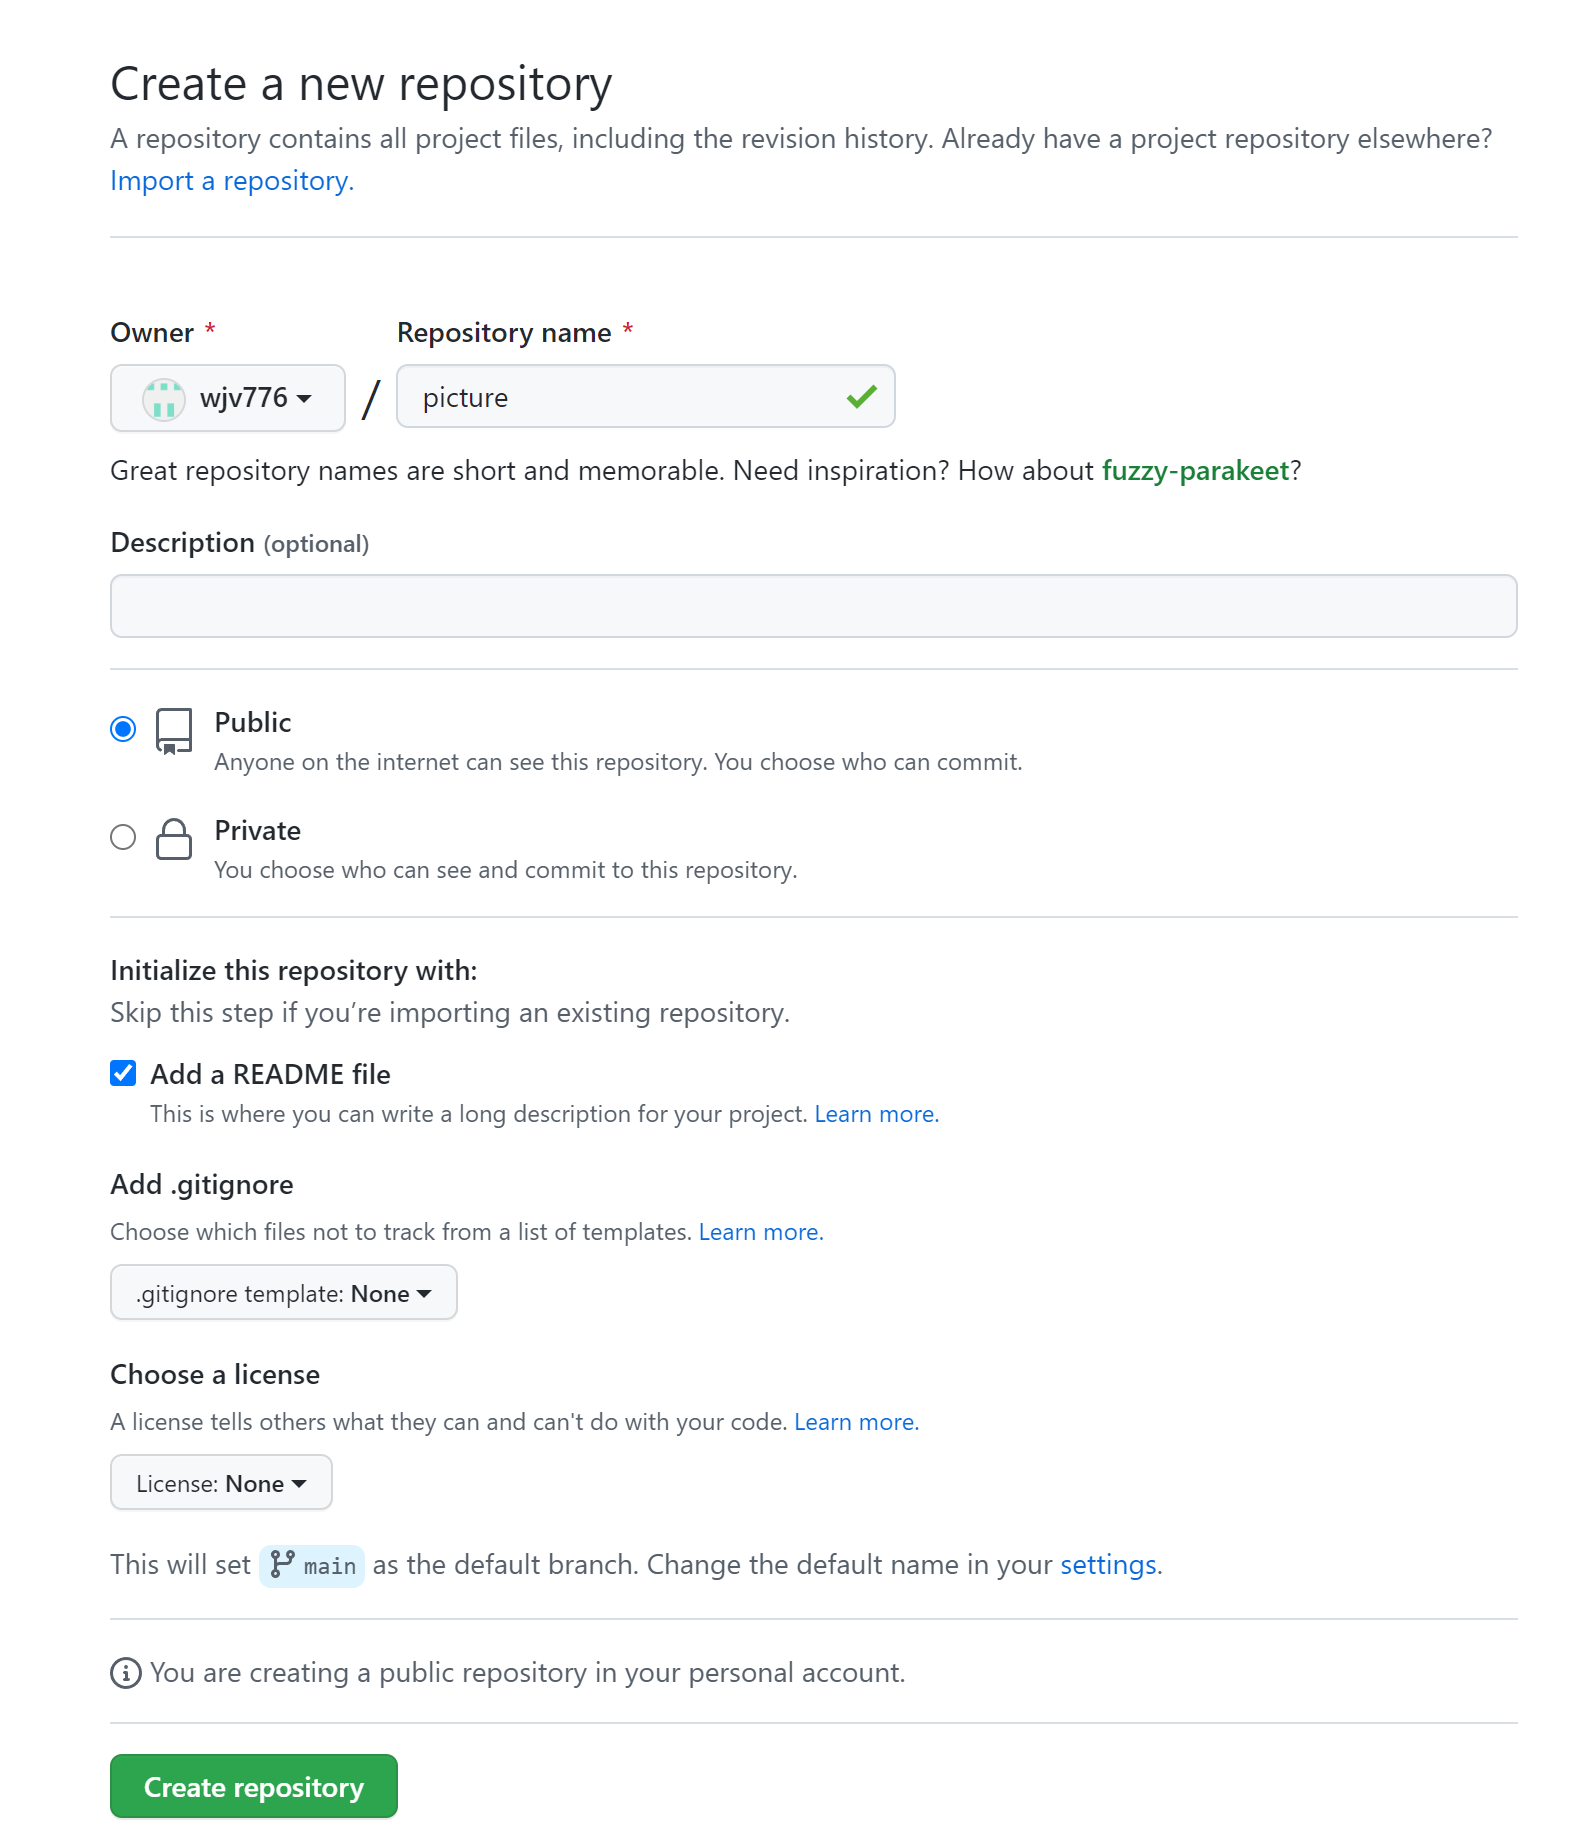 Create a new repository
A repository contains all project files, including the revision history. Already have a project repository elsewhere?
Import a repository.
Owner * Repository name *
wjv776 / picture
Great repository names are short and memorable. Need inspiration? How about fuzzy-parakeet?
Description (optional)
Public
Anyone on the internet can see this repository. You choose who can commit.
Private
You choose who can see and commit to this repository.
Initialize this repository with:
Skip this step if you’re importing an existing repository.
Add a README file
This is where you can write a long description for your project. Learn more.
Add .gitignore
Choose which files not to track from a list of templates. Learn more.
.gitignore template: None
Choose a license
A license tells others what they can and can't do with your code. Learn more.
License: None
This will set main as the default branch. Change the default name in your settings.
You are creating a public repository in your personal account.
Create repository